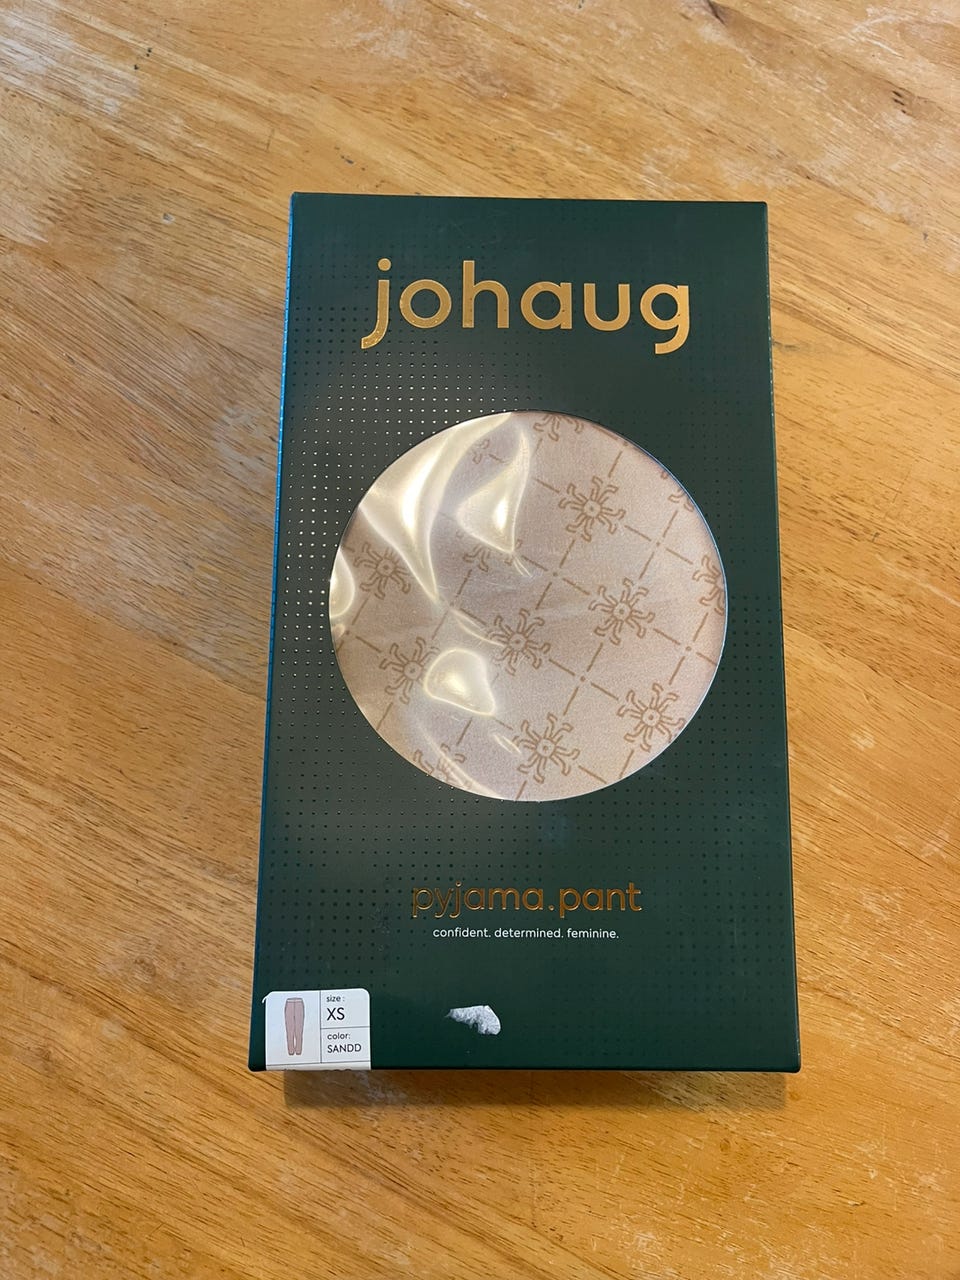 johaug
pyjama.pant
confident. determined. feminine.
size :
XS
color:
SANDD